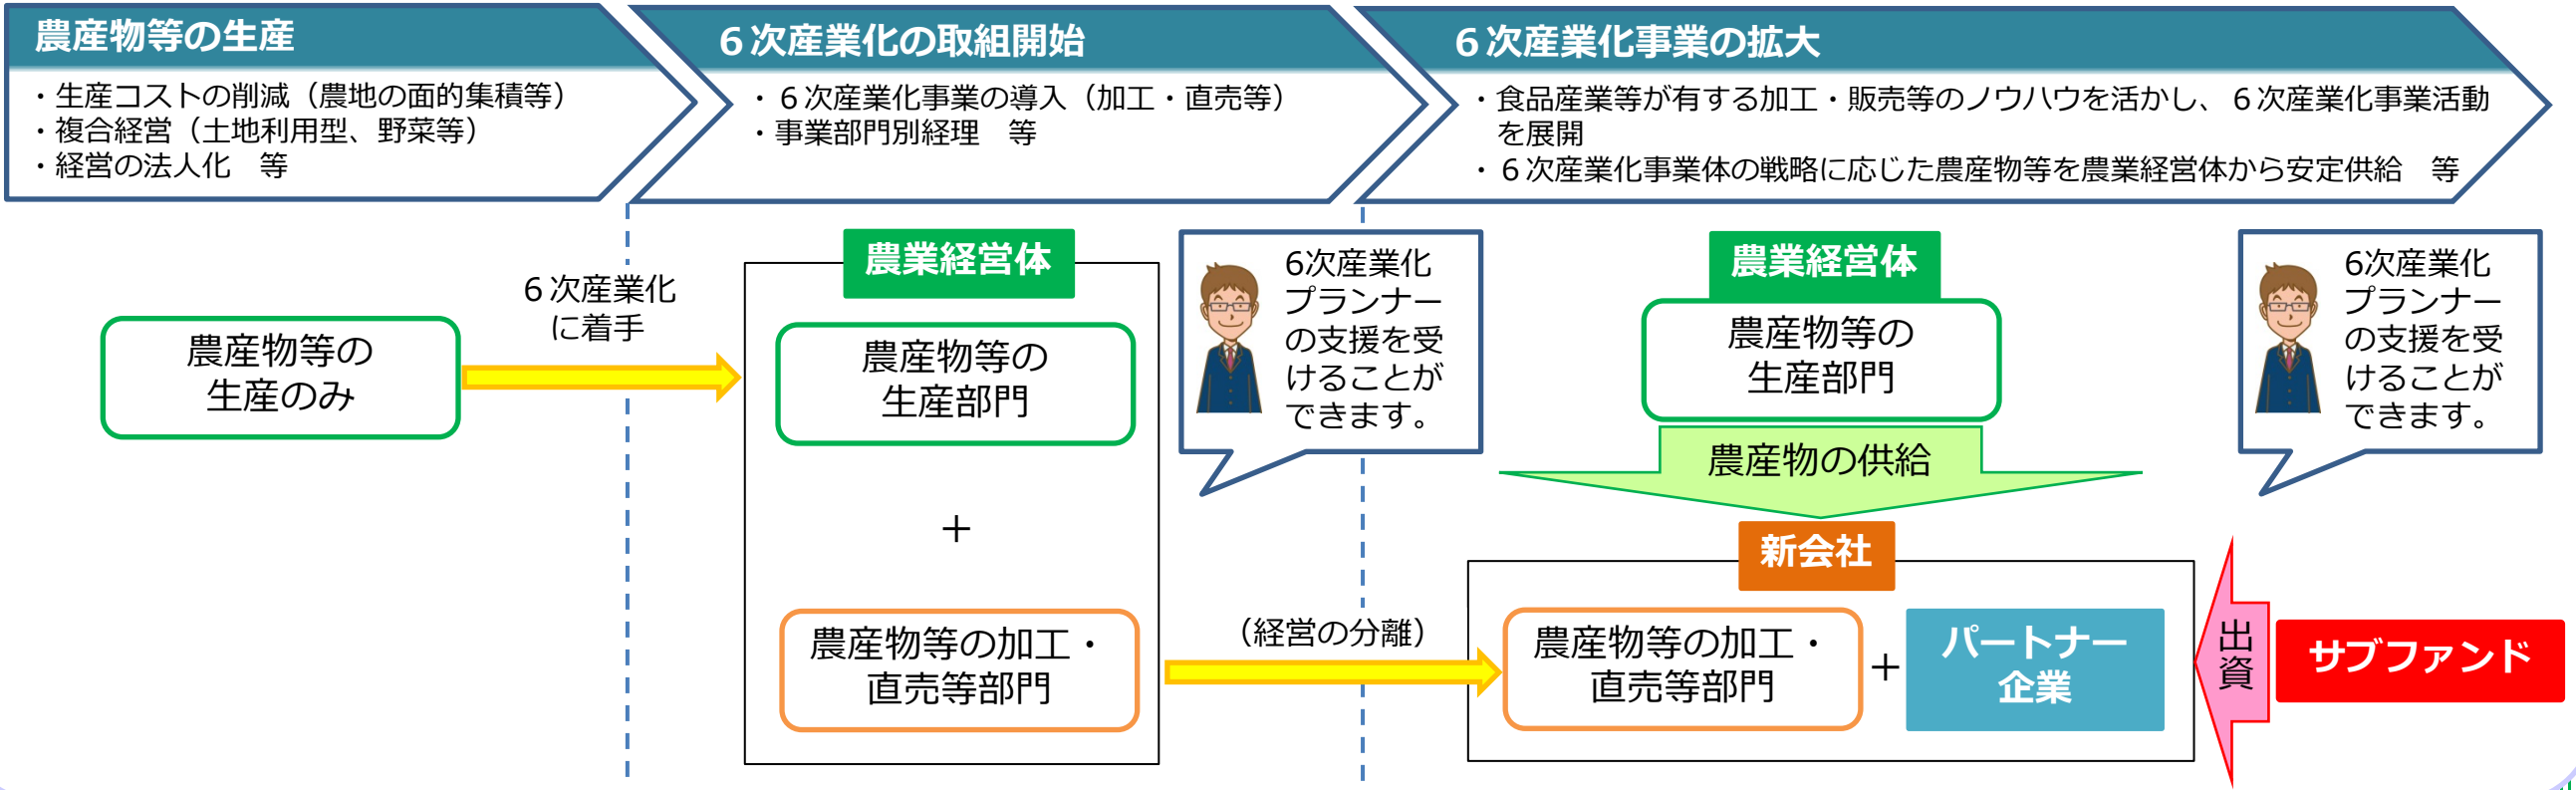 農産物等の生産
・生産コストの削減（農地の面的集積等）
・複合経営（土地利用型、野菜等）
・経営の法人化　等
６次産業化の取組開始
・６次産業化事業の導入（加工・直売等）
・事業部門別経理　等
６次産業化事業の拡大
・食品産業等が有する加工・販売等のノウハウを活かし、６次産業化事業活動
を展開
・６次産業化事業体の戦略に応じた農産物等を農業経営体から安定供給　等
農産物等の
生産のみ
６次産業化
に着手
農業経営体
農産物等の
生産部門
＋
農産物等の加工・
直売等部門
6次産業化
プランナー
の支援を受
けることが
できます。
（経営の分離）
農業経営体
農産物等の
生産部門
農産物の供給
新会社
農産物等の加工・
直売等部門
＋
パートナー
企業
出資
サブファンド
6次産業化
プランナー
の支援を受
けることが
できます。